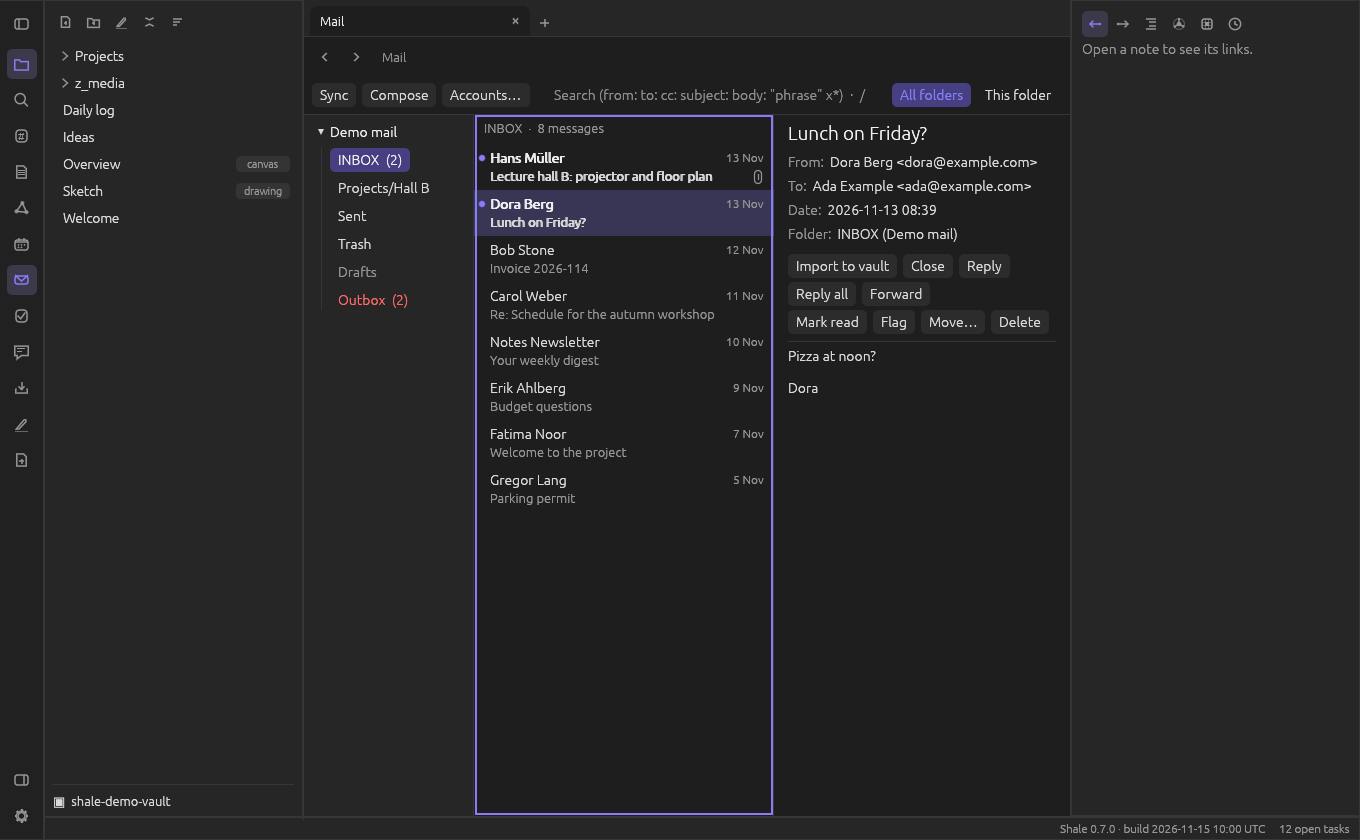 Projects
z_media
Daily log
Ideas
Overview canvas
Sketch drawing
Welcome
shale-demo-vault
Mail
Mail
Sync Compose Accounts… Search (from: to: cc: subject: body: "phrase" x*) · / All folders This folder
Demo mail
INBOX (2)
Projects/Hall B
Sent
Trash
Drafts
Outbox (2)
INBOX · 8 messages
Hans Müller 13 Nov
Lecture hall B: projector and floor plan
Dora Berg 13 Nov
Lunch on Friday?
Bob Stone 12 Nov
Invoice 2026-114
Carol Weber 11 Nov
Re: Schedule for the autumn workshop
Notes Newsletter 10 Nov
Your weekly digest
Erik Ahlberg 9 Nov
Budget questions
Fatima Noor 7 Nov
Welcome to the project
Gregor Lang 5 Nov
Parking permit
Lunch on Friday?
From: Dora Berg <dora@example.com>
To: Ada Example <ada@example.com>
Date: 2026-11-13 08:39
Folder: INBOX (Demo mail)
Import to vault Close Reply
Reply all Forward
Mark read Flag Move… Delete
Pizza at noon?
Dora
Open a note to see its links.
Shale 0.7.0 · build 2026-11-15 10:00 UTC 12 open tasks